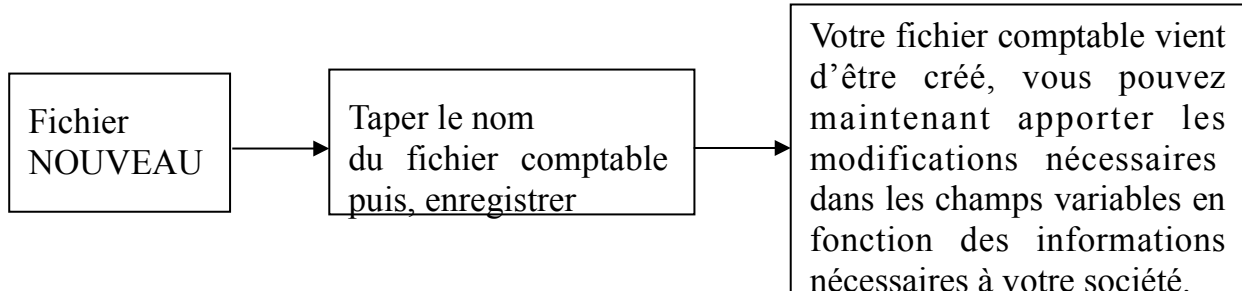 Fichier
NOUVEAU
Taper le nom
du fichier comptable
puis, enregistrer
Votre fichier comptable vient
d’être créé, vous pouvez
maintenant apporter les
modifications nécessaires
dans les champs variables en
fonction des informations
nécessaires à votre société.